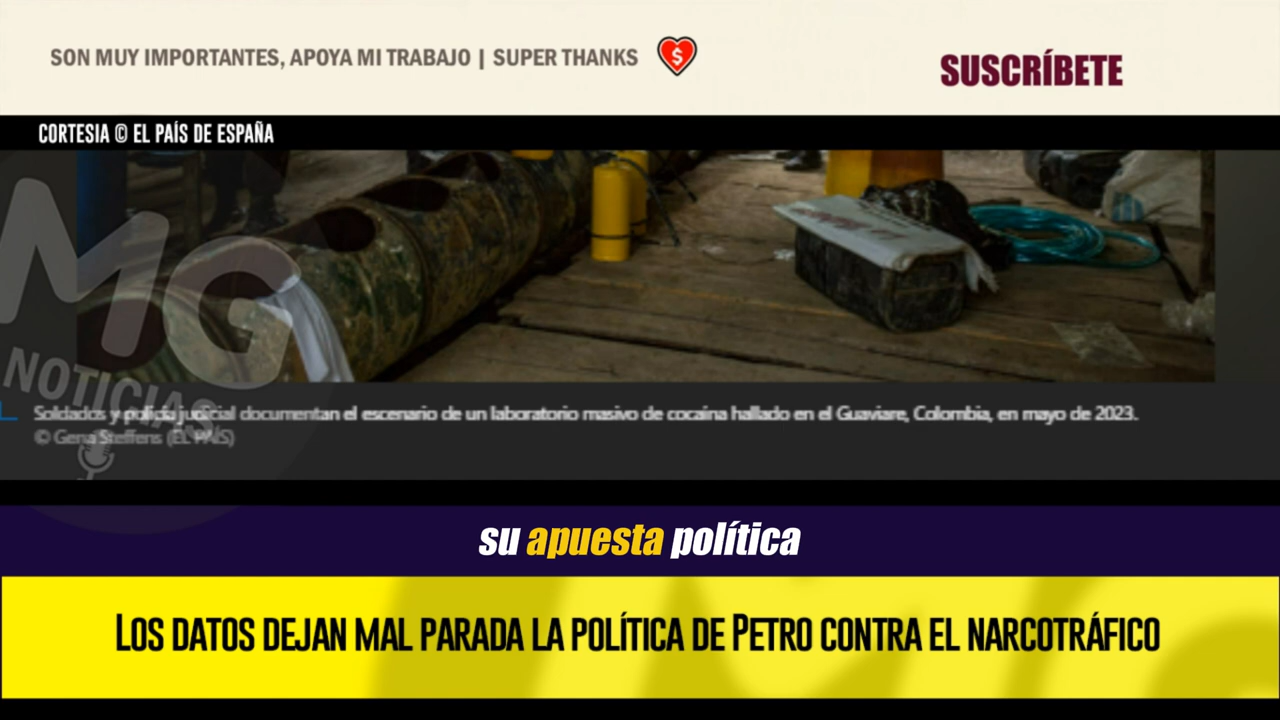 SON MUY IMPORTANTES, APOYA MI TRABAJO | SUPER THANKS
SUSCRÍBETE
CORTESIA © EL PAÍS DE ESPAÑA
MG
NOTICIAS
Soldados y policía judicial documentan el escenario de un laboratorio masivo de cocaína hallado en el Guaviare, Colombia, en mayo de 2023.
© Gena Steffens (EL PAÍS)
su apuesta política
LOS DATOS DEJAN MAL PARADA LA POLÍTICA DE PETRO CONTRA EL NARCOTRÁFICO